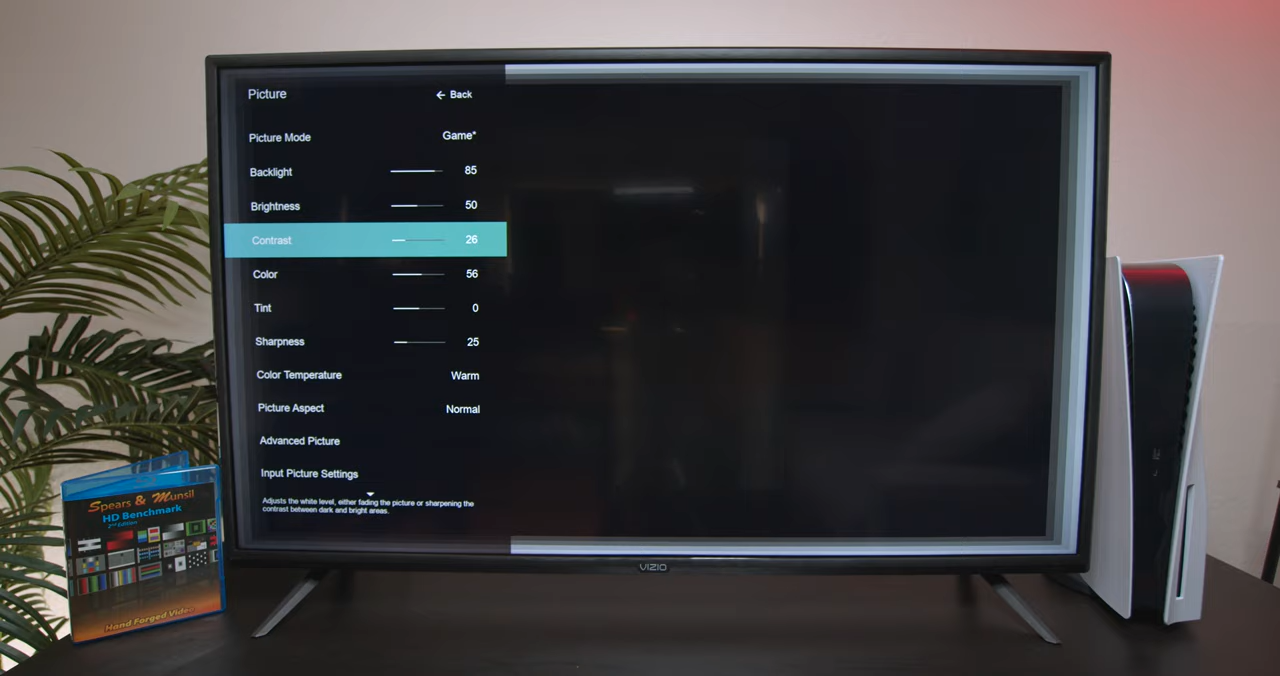 Picture
← Back
Picture Mode Game*
Backlight 85
Brightness 50
Contrast 26
Color 56
Tint 0
Sharpness 25
Color Temperature Warm
Picture Aspect Normal
Advanced Picture
Input Picture Settings
Adjusts the white level, either fading the picture or sharpening the
contrast between dark and bright areas.
VIZIO
Spears & Munsil
HD Benchmark
2nd Edition
Hand Forged Video